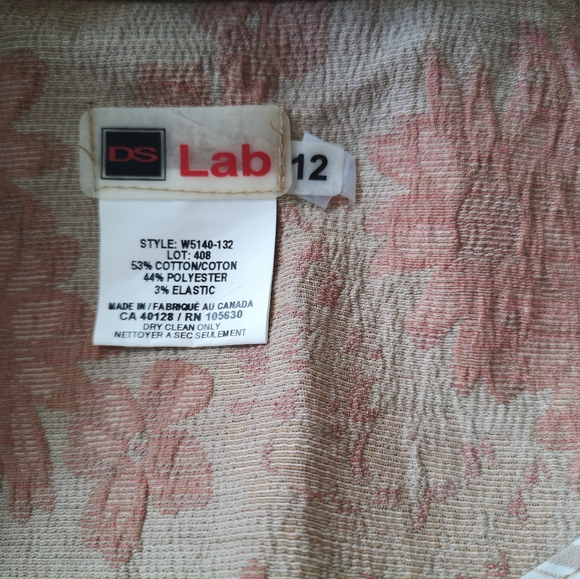 DS Lab 12
STYLE: W5140-132
LOT: 408
53% COTTON/COTON
44% POLYESTER
3% ELASTIC
MADE IN / FABRIQUÉ AU CANADA
CA 40128 / RN 105630
DRY CLEAN ONLY
NETTOYER A SEC SEULEMENT